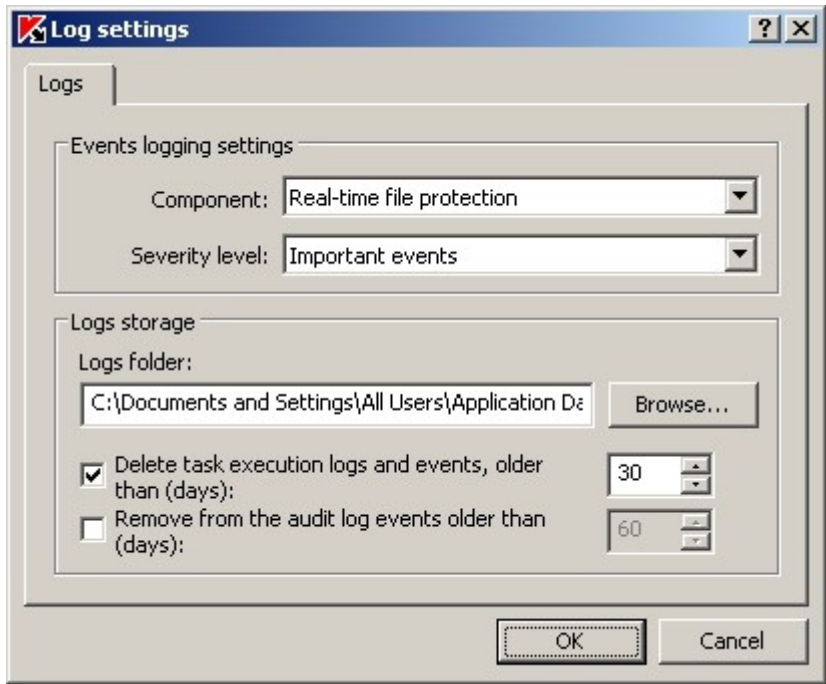 Log settings
Logs
Events logging settings
Component: Real-time file protection
Severity level: Important events
Logs storage
Logs folder:
C:\Documents and Settings\All Users\Application Da Browse...
Delete task execution logs and events, older
than (days): 30
Remove from the audit log events older than
(days): 60
OK Cancel